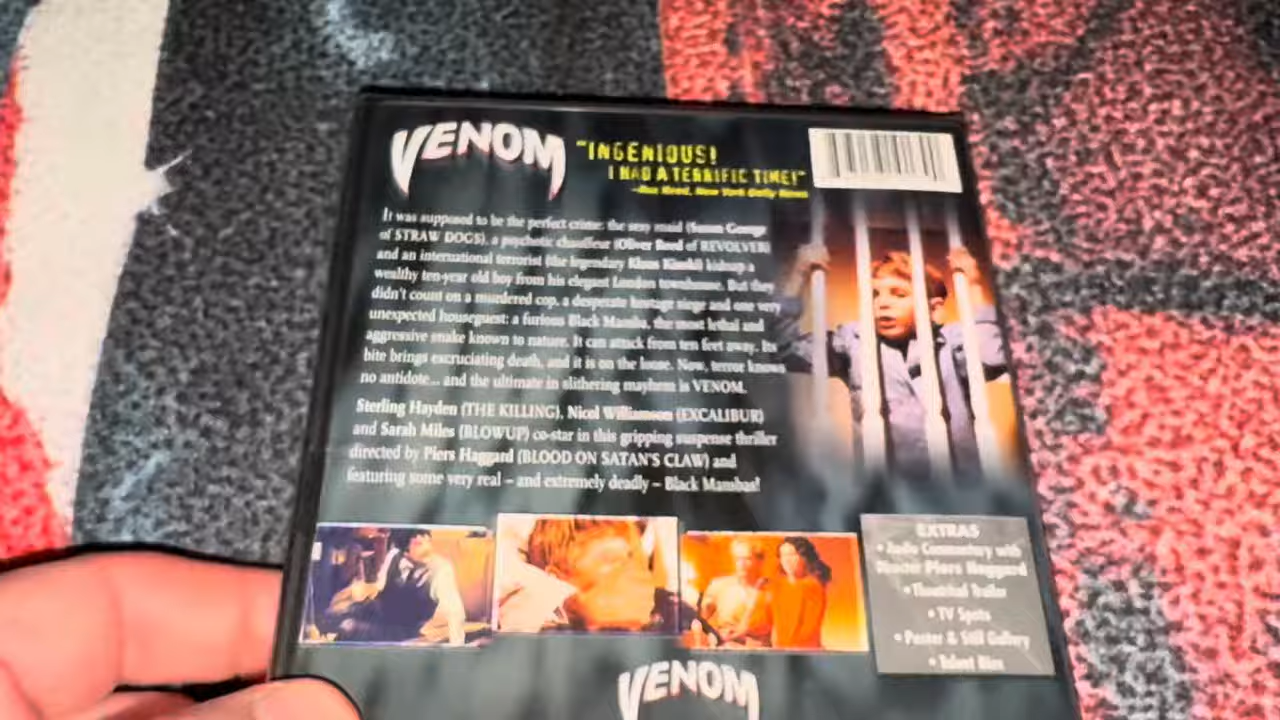 VENOM
"INGENIOUS!
I HAD A TERRIFIC TIME!"
–Rex Reed, New York Daily News
It was supposed to be the perfect crime: the sexy maid (Susan George
of STRAW DOGS), a psychotic chauffeur (Oliver Reed of REVOLVER)
and an international terrorist (the legendary Klaus Kinski) kidnap a
wealthy ten-year old boy from his elegant London townhouse. But they
didn't count on a murdered cop, a desperate hostage siege and one very
unexpected houseguest: a furious Black Mamba, the most lethal and
aggressive snake known to nature. It can attack from ten feet away. Its
bite brings excruciating death, and it is on the loose. Now, terror knows
no antidote... and the ultimate in slithering mayhem is VENOM.
Sterling Hayden (THE KILLING), Nicol Williamson (EXCALIBUR)
and Sarah Miles (BLOWUP) co-star in this gripping suspense thriller
directed by Piers Haggard (BLOOD ON SATAN'S CLAW) and
featuring some very real – and extremely deadly – Black Mambas!
EXTRAS
• Audio Commentary with
Director Piers Haggard
• Theatrical Trailer
• TV Spots
• Poster & Still Gallery
• Talent Bios
VENOM